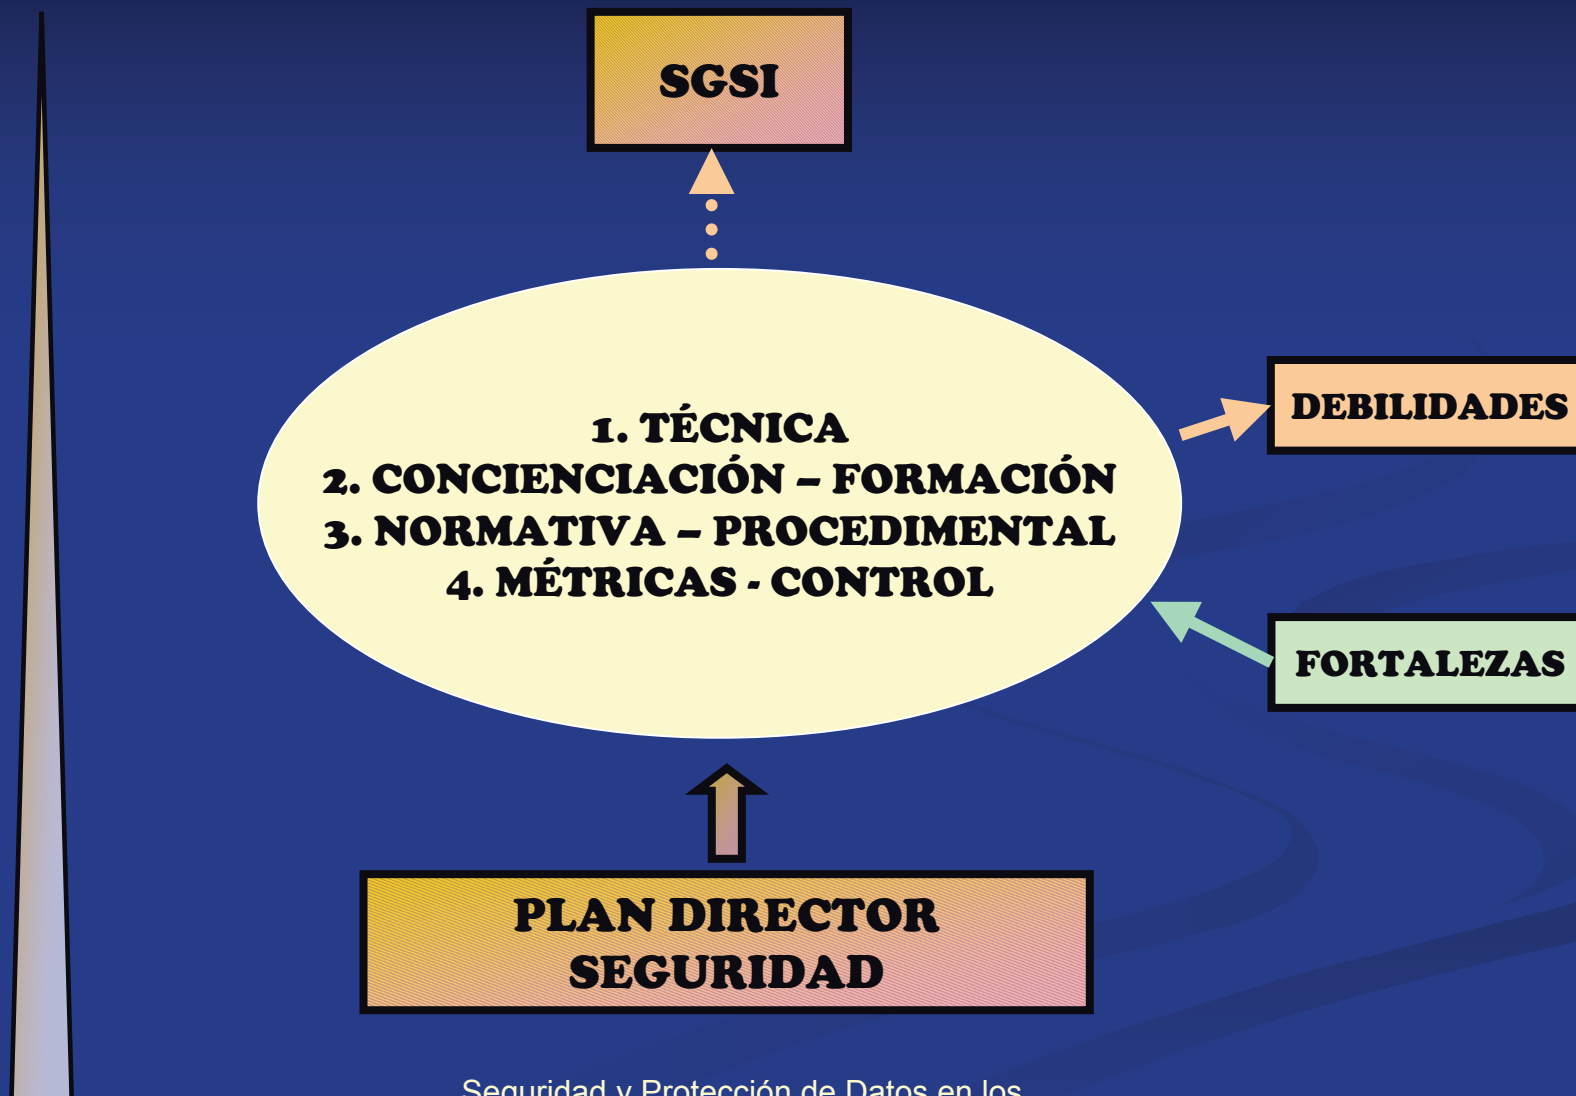 SGSI
1. TÉCNICA
2. CONCIENCIACIÓN – FORMACIÓN
3. NORMATIVA – PROCEDIMENTAL
4. MÉTRICAS - CONTROL
DEBILIDADES
FORTALEZAS
PLAN DIRECTOR
SEGURIDAD
Seguridad y Protección de Datos en los